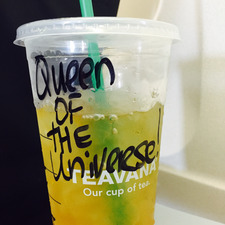 Queen
OF
THE
Universe!
TEAVANA
Our cup of tea.